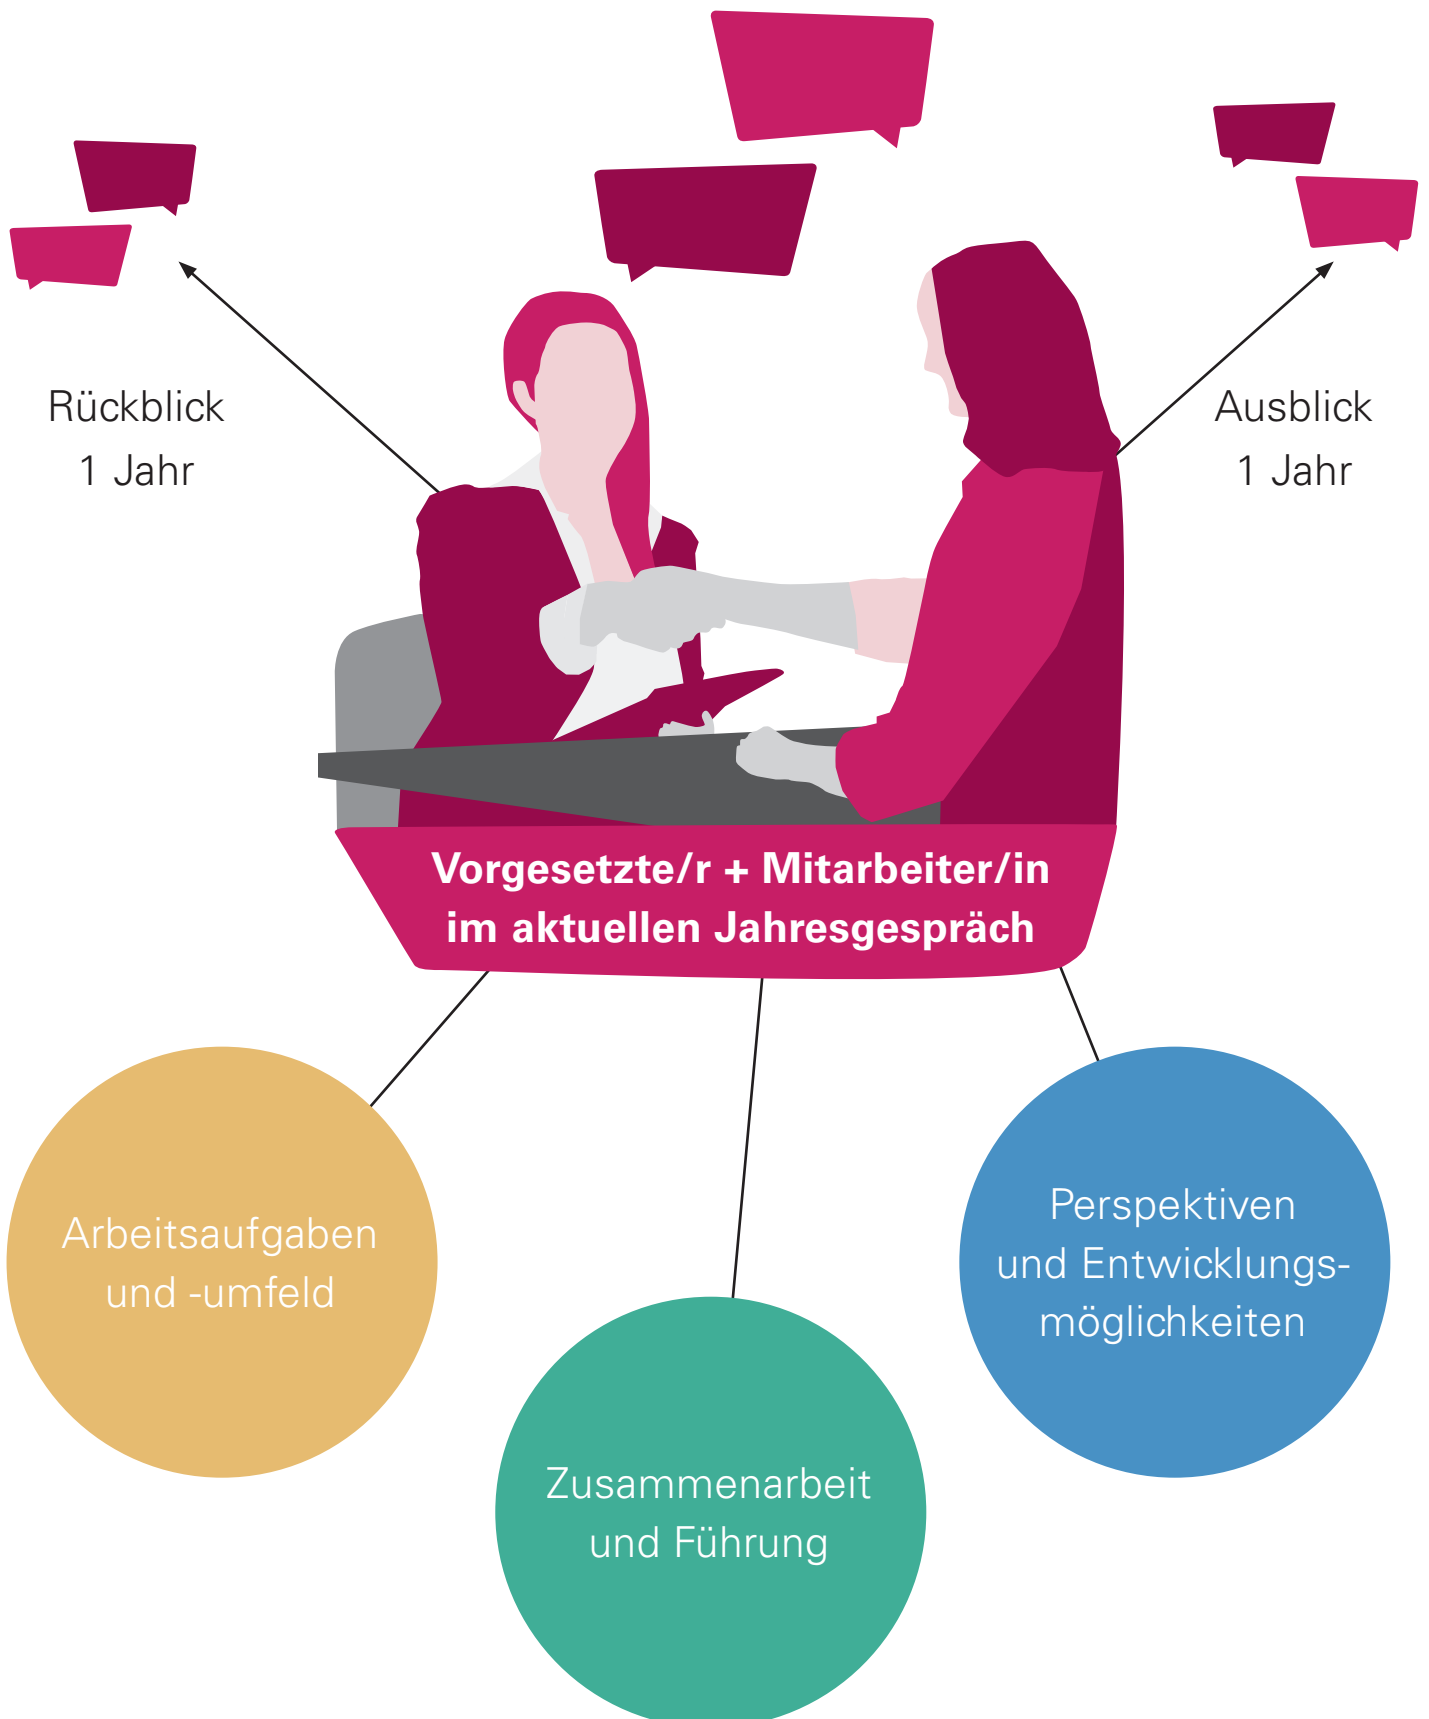 Rückblick
1 Jahr
Ausblick
1 Jahr
Vorgesetzte/r + Mitarbeiter/in
im aktuellen Jahresgespräch
Arbeitsaufgaben
und -umfeld
Zusammenarbeit
und Führung
Perspektiven
und Entwicklungs-
möglichkeiten